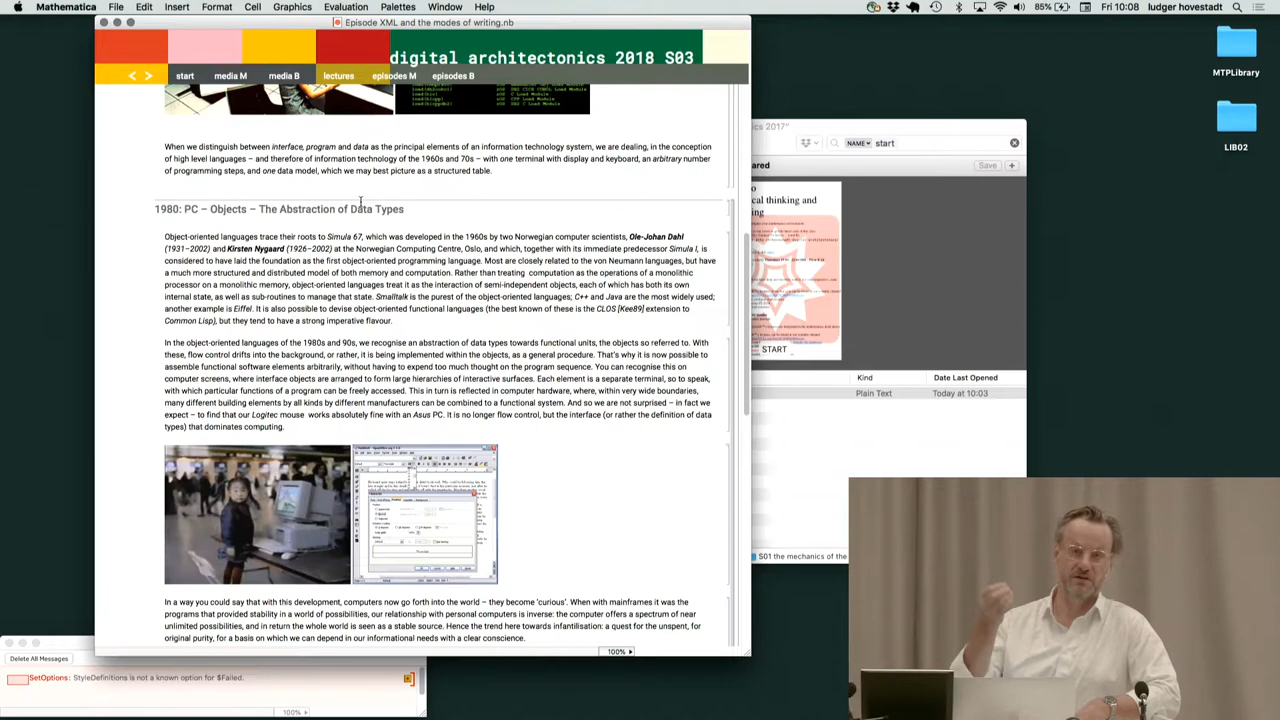 Mathematica File Edit Insert Format Cell Graphics Evaluation Palettes Window Help 85% Fri 10:08 ludger hovestadt
Episode XML and the modes of writing.nb
digital architectonics 2018 S03
< > start media M media B lectures episodes M episodes B
When we distinguish between interface, program and data as the principal elements of an information technology system, we are dealing, in the conception
of high level languages – and therefore of information technology of the 1960s and 70s – with one terminal with display and keyboard, an arbitrary number
of programming steps, and one data model, which we may best picture as a structured table.
1980: PC – Objects – The Abstraction of Data Types
Object-oriented languages trace their roots to Simula 67, which was developed in the 1960s by two Norwegian computer scientists, Ole-Johan Dahl
(1931–2002) and Kirsten Nygaard (1926–2002) at the Norwegian Computing Centre, Oslo, and which, together with its immediate predecessor Simula I, is
considered to have laid the foundation as the first object-oriented programming language. Most are closely related to the von Neumann languages, but have
a much more structured and distributed model of both memory and computation. Rather than treating computation as the operations of a monolithic
processor on a monolithic memory, object-oriented languages treat it as the interaction of semi-independent objects, each of which has both its own
internal state, as well as sub-routines to manage that state. Smalltalk is the purest of the object-oriented languages; C++ and Java are the most widely used;
another example is Eiffel. It is also possible to devise object-oriented functional languages (the best known of these is the CLOS [Kee89] extension to
Common Lisp), but they tend to have a strong imperative flavour.
In the object-oriented languages of the 1980s and 90s, we recognise an abstraction of data types towards functional units, the objects so referred to. With
these, flow control drifts into the background, or rather, it is being implemented within the objects, as a general procedure. That's why it is now possible to
assemble functional software elements arbitrarily, without having to expend too much thought on the program sequence. You can recognise this on
computer screens, where interface objects are arranged to form large hierarchies of interactive surfaces. Each element is a separate terminal, so to speak,
with which particular functions of a program can be freely accessed. This in turn is reflected in computer hardware, where, within very wide boundaries,
many different building elements by all kinds by different manufacturers can be combined to a functional system. And so we are not surprised – in fact we
expect – to find that our Logitec mouse works absolutely fine with an Asus PC. It is no longer flow control, but the interface (or rather the definition of data
types) that dominates computing.
In a way you could say that with this development, computers now go forth into the world – they become 'curious'. When with mainframes it was the
programs that provided stability in a world of possibilities, our relationship with personal computers is inverse: the computer offers a spectrum of near
unlimited possibilities, and in return the whole world is seen as a stable source. Hence the trend here towards infantilisation: a quest for the unspent, for
original purity, for a basis on which we can depend in our informational needs with a clear conscience.
100%
ics 2017"
NAME start
ared Save +
cal thinking and
ing
START
Kind Date Last Opened
Plain Text Today at 10:03
S01 the mechanics of the
MTPLibrary
LIB02
Delete All Messages
SetOptions: StyleDefinitions is not a known option for $Failed.
100%